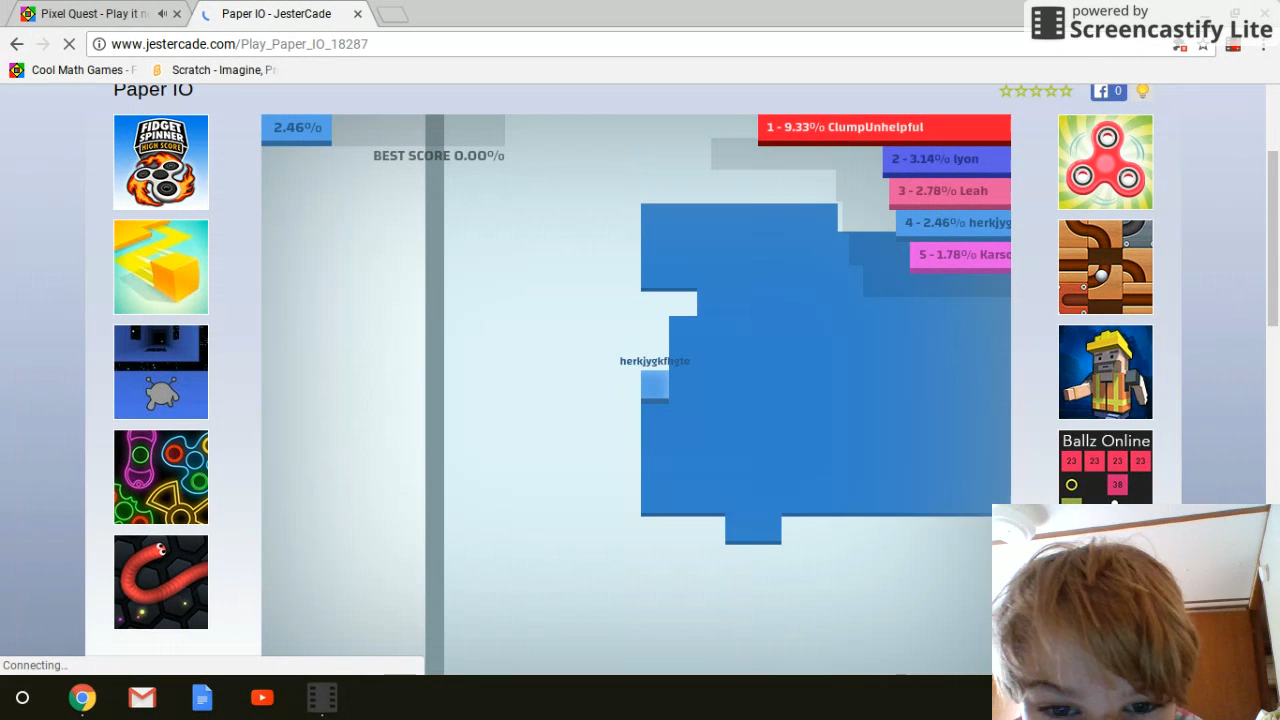 Pixel Quest - Play it n
Paper IO - JesterCade
powered by
Screencastify Lite
www.jestercade.com/Play_Paper_IO_18287
Cool Math Games - F
Scratch - Imagine, Pr
Paper IO
0
FIDGET
SPINNER
HIGH SCORE
2.46%
BEST SCORE 0.00%
1 - 9.33% ClumpUnhelpful
2 - 3.14% lyon
3 - 2.78% Leah
4 - 2.46% herkjyg
5 - 1.78% Karso
herkjygkfhgte
Ballz Online
23 23 23 23
38
Connecting...